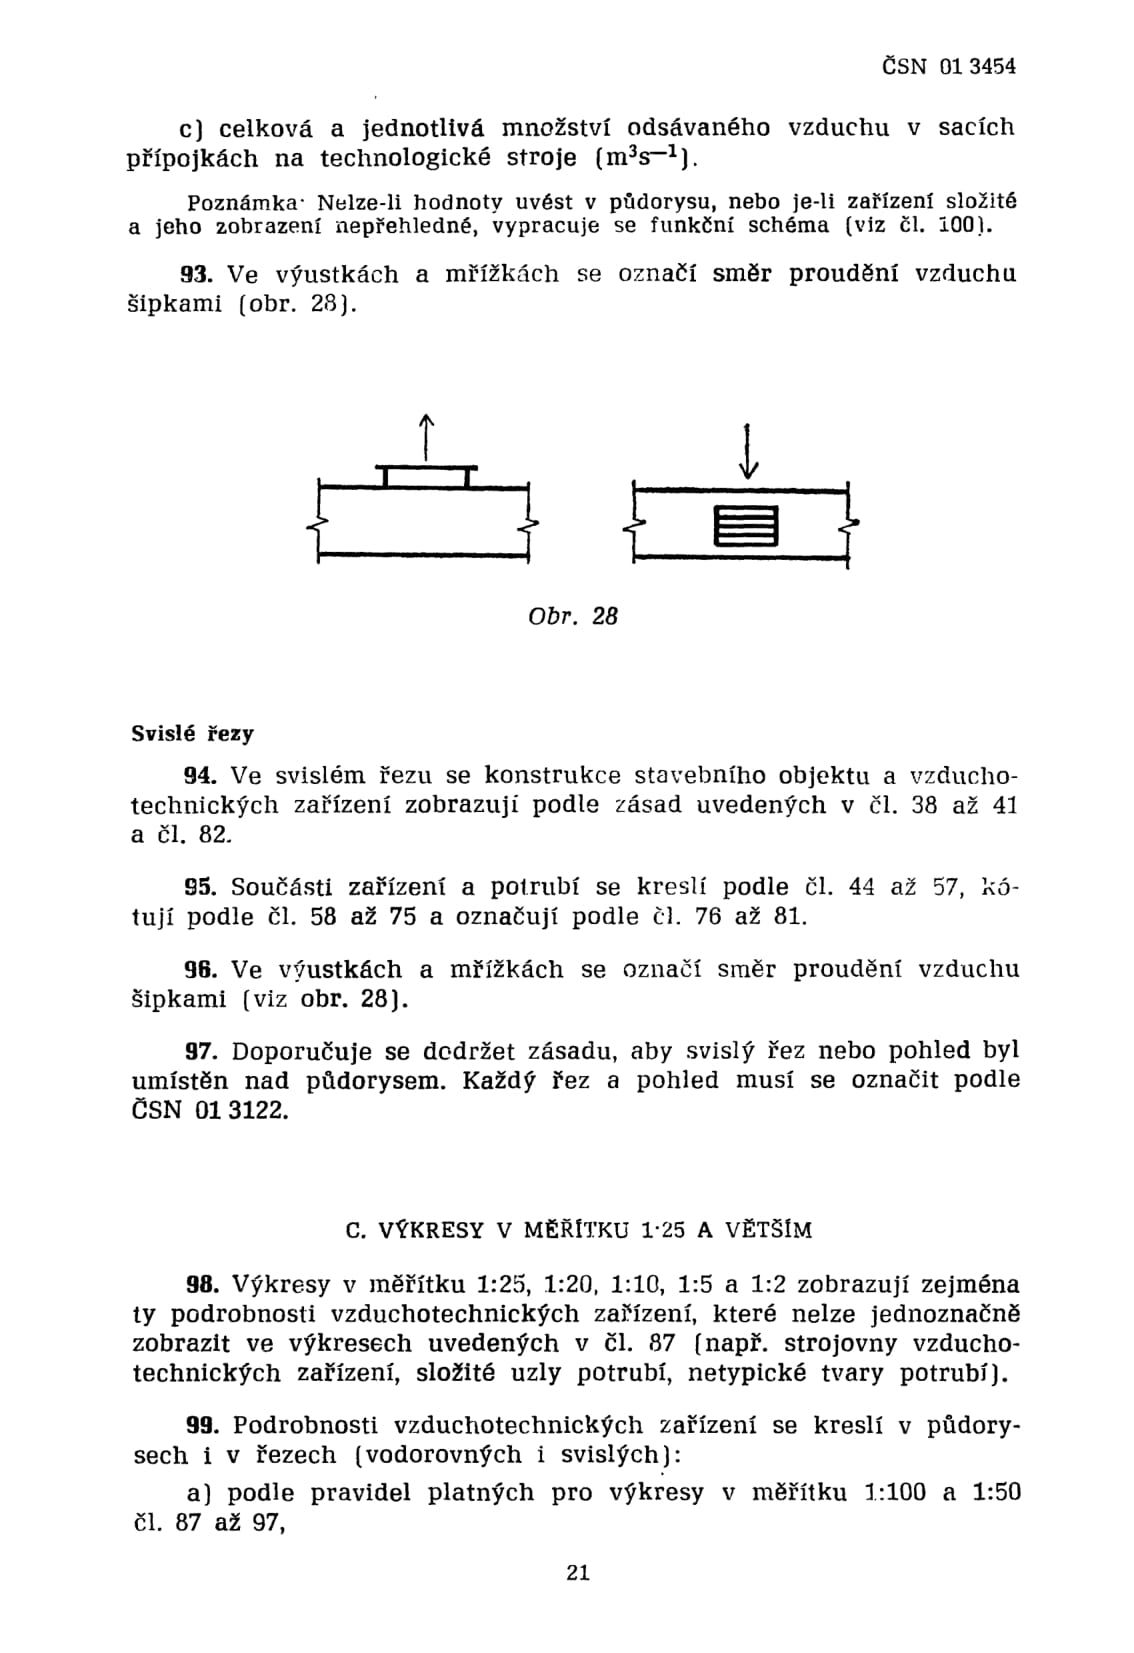 ČSN 01 3454
c) celková a jednotlivá množství odsávaného vzduchu v sacích
přípojkách na technologické stroje (m³s—¹).
Poznámka· Nelze-li hodnoty uvést v půdorysu, nebo je-li zařízení složité
a jeho zobrazení nepřehledné, vypracuje se funkční schéma (viz čl. 100).
93. Ve výustkách a mřížkách se označí směr proudění vzduchu
šipkami (obr. 28).
Obr. 28
Svislé řezy
94. Ve svislém řezu se konstrukce stavebního objektu a vzducho-
technických zařízení zobrazují podle zásad uvedených v čl. 38 až 41
a čl. 82.
95. Součásti zařízení a potrubí se kreslí podle čl. 44 až 57, kó-
tují podle čl. 58 až 75 a označují podle čl. 76 až 81.
96. Ve výustkách a mřížkách se označí směr proudění vzduchu
šipkami (viz obr. 28).
97. Doporučuje se dodržet zásadu, aby svislý řez nebo pohled byl
umístěn nad půdorysem. Každý řez a pohled musí se označit podle
ČSN 01 3122.
C. VÝKRESY V MĚŘÍTKU 1·25 A VĚTŠÍM
98. Výkresy v měřítku 1:25, 1:20, 1:10, 1:5 a 1:2 zobrazují zejména
ty podrobnosti vzduchotechnických zařízení, které nelze jednoznačně
zobrazit ve výkresech uvedených v čl. 87 (např. strojovny vzducho-
technických zařízení, složité uzly potrubí, netypické tvary potrubí).
99. Podrobnosti vzduchotechnických zařízení se kreslí v půdory-
sech i v řezech (vodorovných i svislých):
a) podle pravidel platných pro výkresy v měřítku 1:100 a 1:50
čl. 87 až 97,
21